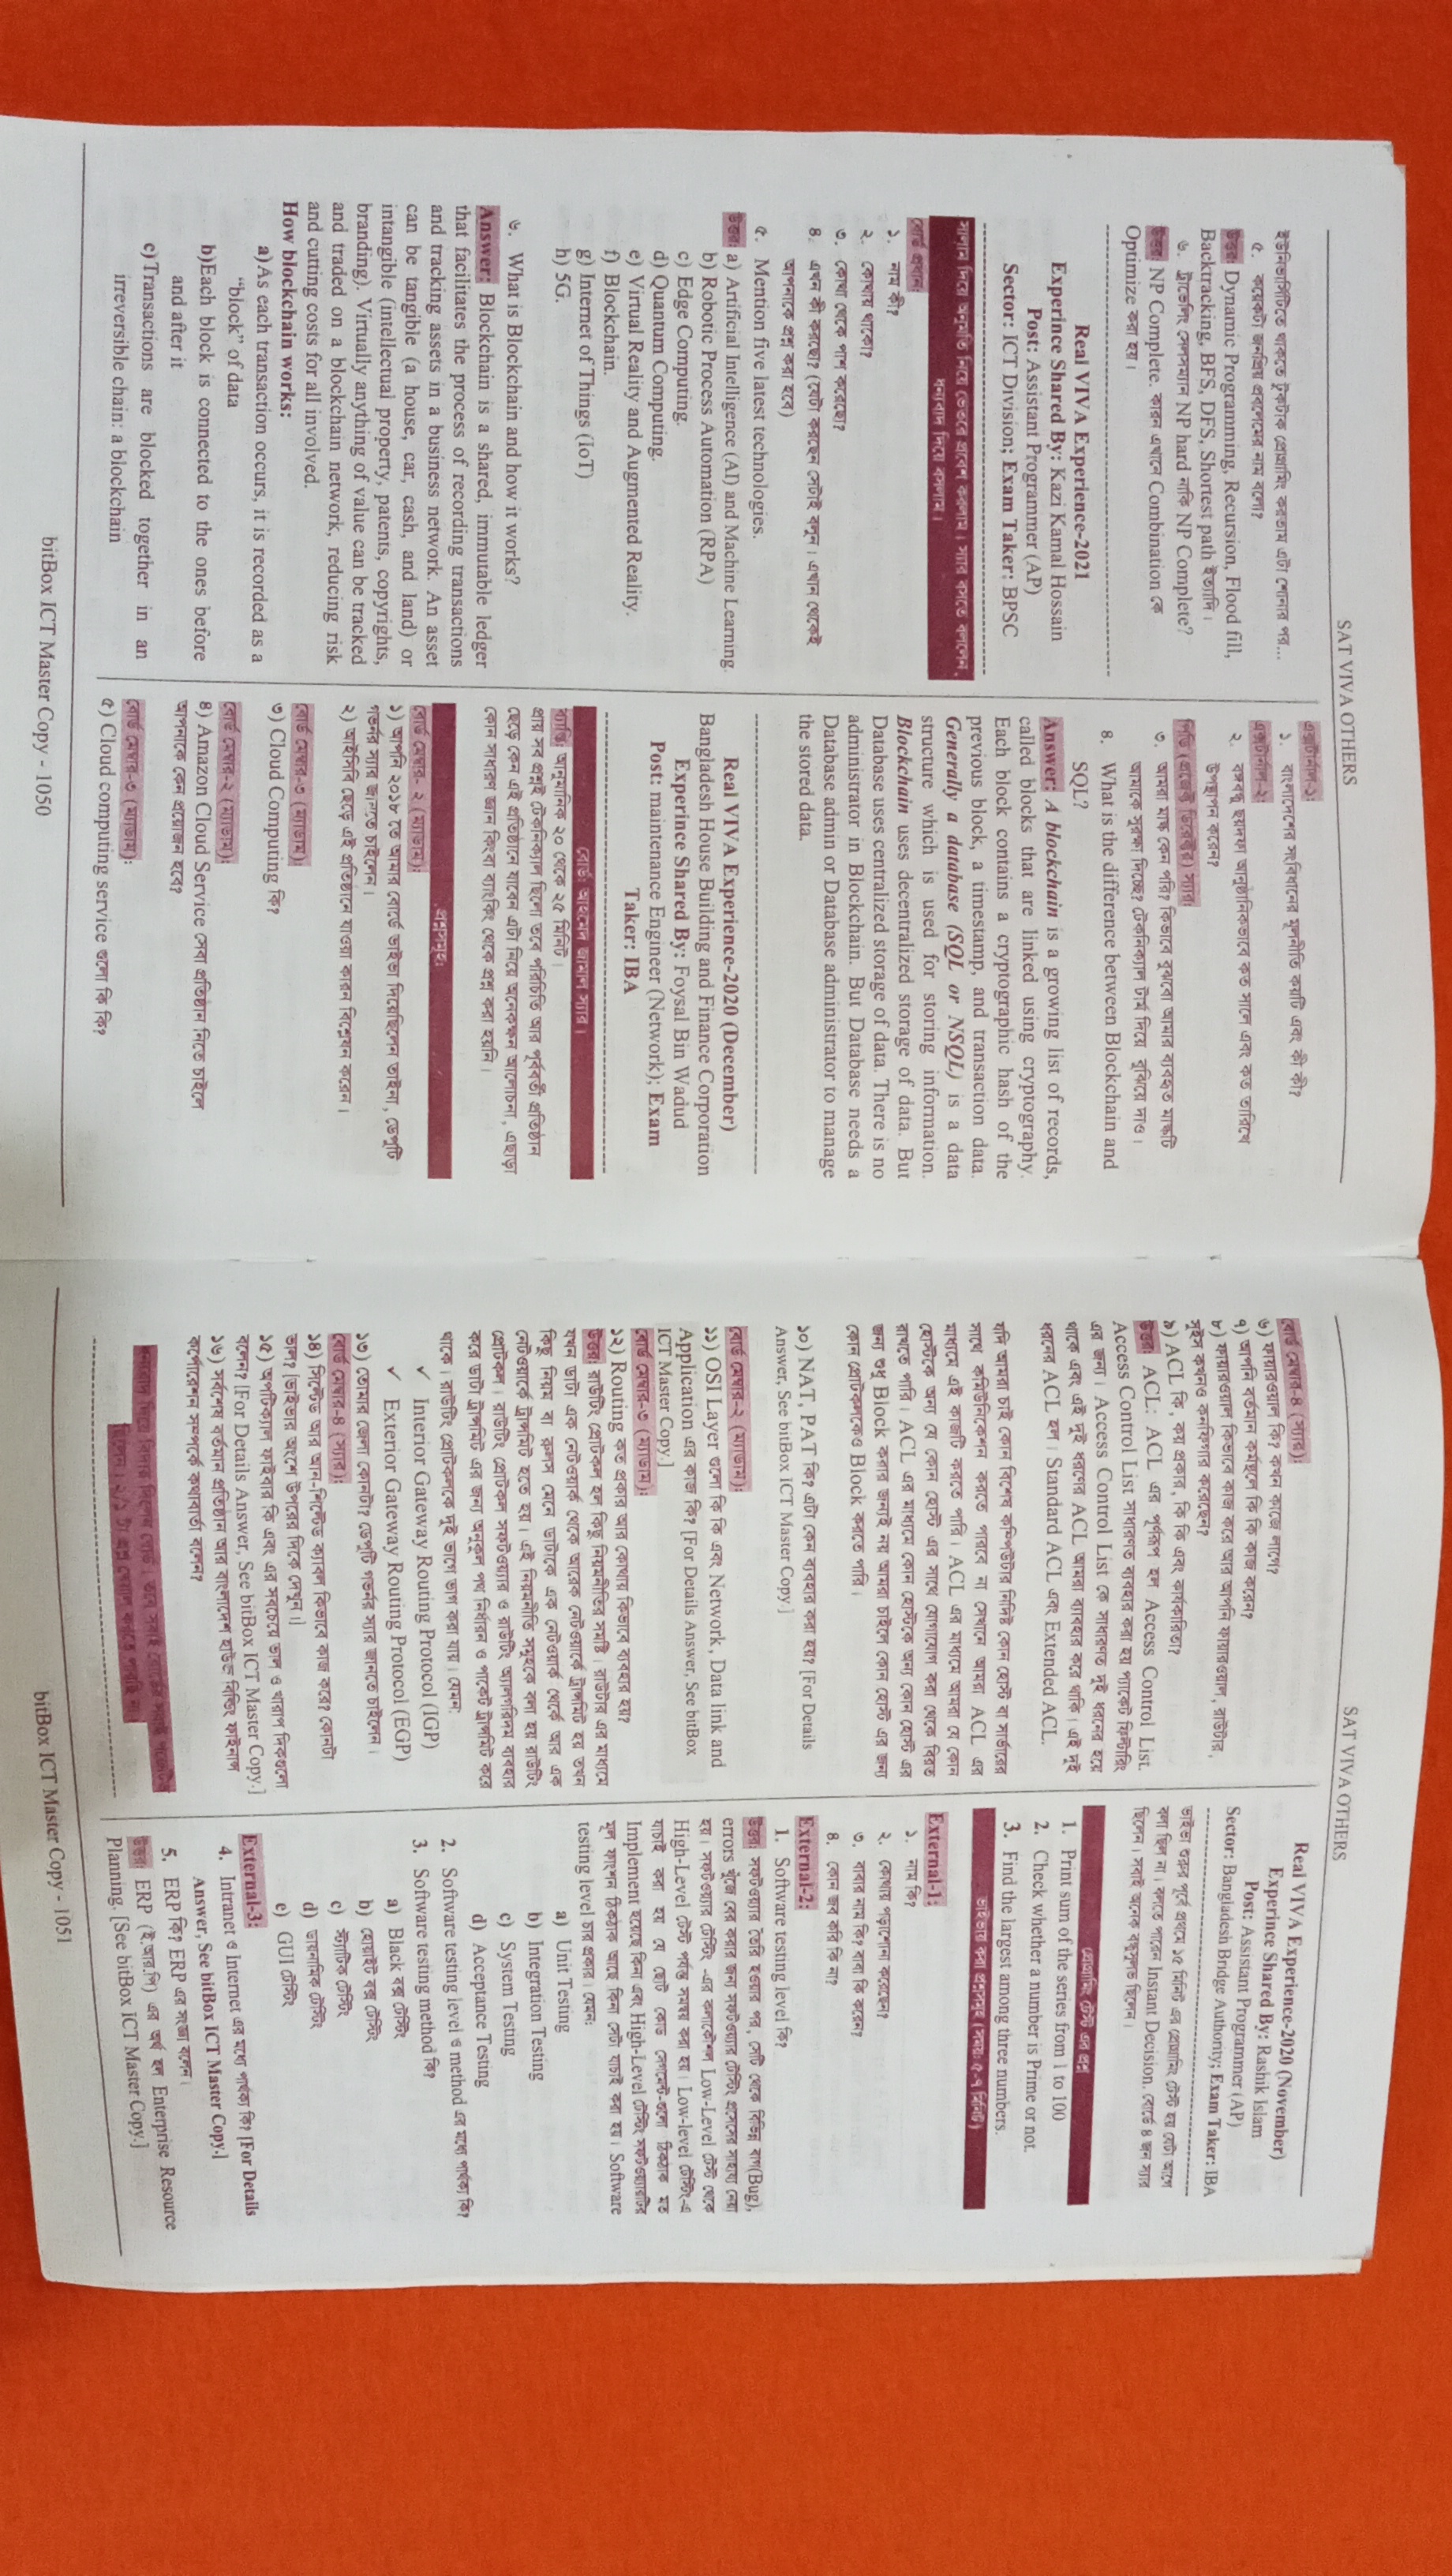 SAT VIVA OTHERS
ইউনিভার্সিটিতে থাকতে টুকটাক প্রোগ্রামিং করতাম এটা শোনার পর...
৫. কয়েকটা জনপ্রিয় প্রবলেমের নাম বলো?
উত্তর: Dynamic Programming, Recursion, Flood fill,
Backtracking, BFS, DFS, Shortest path ইত্যাদি।
৬. ট্রাভেলিং সেলসম্যান NP hard নাকি NP Complete?
উত্তর: NP Complete. কারন এখানে Combination কে
Optimize করা হয়।
Real VIVA Experience-2021
Experince Shared By: Kazi Kamal Hossain
Post: Assistant Programmer (AP)
Sector: ICT Division; Exam Taker: BPSC
সালাম দিয়ে অনুমতি নিয়ে ভেতরে প্রবেশ করলাম। স্যার বসতে বললেন,
ধন্যবাদ দিয়ে বসলাম।
বোর্ড প্রধান:
১. নাম কী?
২. কোথায় থাকো?
৩. কোথা থেকে পাশ করেছো?
৪. এখন কী করছো? (যেটা করছেন সেটাই বলুন। এখান থেকেই
আপনাকে প্রশ্ন করা হবে)
৫. Mention five latest technologies.
উত্তর: a) Artificial Intelligence (AI) and Machine Learning.
b) Robotic Process Automation (RPA)
c) Edge Computing.
d) Quantum Computing.
e) Virtual Reality and Augmented Reality.
f) Blockchain.
g) Internet of Things (IoT)
h) 5G.
৬. What is Blockchain and how it works?
Answer: Blockchain is a shared, immutable ledger
that facilitates the process of recording transactions
and tracking assets in a business network. An asset
can be tangible (a house, car, cash, and land) or
intangible (intellectual property, patents, copyrights,
branding). Virtually anything of value can be tracked
and traded on a blockchain network, reducing risk
and cutting costs for all involved.
How blockchain works:
a)As each transaction occurs, it is recorded as a
"block" of data
b)Each block is connected to the ones before
and after it
c)Transactions are blocked together in an
irreversible chain: a blockchain
এক্সটার্নাল-১:
১. বাংলাদেশের সংবিধানের মূলনীতি কয়টি এবং কী কী?
এক্সটার্নাল-২:
২. বঙ্গবন্ধু ছয়দফা আনুষ্ঠানিকভাবে কত সালে এবং কত তারিখে
উপস্থাপন করেন?
পিডি (প্রজেক্ট ডিরেক্টর) স্যার:
৩. আমরা মাস্ক কেন পরি? কিভাবে বুঝবো আমার ব্যবহৃত মাস্কটি
আমাকে সুরক্ষা দিচ্ছে? টেকনিক্যাল টার্ম দিয়ে বুঝিয়ে দাও।
৪. What is the difference between Blockchain and
SQL?
Answer: A blockchain is a growing list of records,
called blocks that are linked using cryptography.
Each block contains a cryptographic hash of the
previous block, a timestamp, and transaction data.
Generally a database (SQL or NSQL) is a data
structure which is used for storing information.
Blockchain uses decentralized storage of data. But
Database uses centralized storage of data. There is no
administrator in Blockchain. But Database needs a
Database admin or Database administrator to manage
the stored data.
Real VIVA Experience-2020 (December)
Bangladesh House Building and Finance Corporation
Experince Shared By: Foysal Bin Wadud
Post: maintenance Engineer (Network); Exam
Taker: IBA
বোর্ড: আহমেদ জামাল স্যার।
ব্যাপ্তি: আনুমানিক ২০ থেকে ২৫ মিনিট।
প্রায় সব প্রশ্নই টেকনিক্যাল ছিলো তবে পরিচিতি আর পূর্ববর্তী প্রতিষ্ঠান
ছেড়ে কেন এই প্রতিষ্ঠানে যাবেন এটা নিয়ে অনেকক্ষন আলোচনা, এছাড়া
কোন সাধারণ জ্ঞান কিংবা ব্যাংকিং থেকে প্রশ্ন করা হয়নি।
প্রশ্নসমূহ:
বোর্ড মেম্বার- ২ (ম্যাডাম):
১) আপনি ২০১৮ তে আমার বোর্ডে ভাইভা দিয়েছিলেন তাইনা, ডেপুটি
গভর্নর স্যার জানতে চাইলেন।
২) আইসিবি ছেড়ে এই প্রতিষ্ঠানে যাওয়া কারন বিশ্লেষন করেন।
বোর্ড মেম্বার-৩ (ম্যাডাম):
৩) Cloud Computing কি?
বোর্ড মেম্বার-২ (ম্যাডাম):
৪) Amazon Cloud Service সেবা প্রতিষ্ঠান নিতে চাইলে
আপনাকে কেন প্রয়োজন হবে?
বোর্ড মেম্বার-৩ (ম্যাডাম):
৫) Cloud computing service গুলো কি কি?
bitBox ICT Master Copy - 1050
SAT VIVA OTHERS
বোর্ড মেম্বার-৪ (স্যার):
৬) ফায়ারওয়াল কি? কখন কাজে লাগে?
৭) আপনি বর্তমান কর্মস্থলে কি কি কাজ করেন?
৮) ফায়ারওয়াল কিভাবে কাজ করে আর আপনি ফায়ারওয়াল, রাউটার,
সুইস কখনও কনফিগার করেছেন?
৯) ACL কি, কয় প্রকার, কি কি এবং কার্যকারিতা?
উত্তর: ACL: ACL এর পূর্ণরূপ হল Access Control List.
Access Control List সাধারণত ব্যবহার করা হয় প্যাকেট ফিল্টারিং
এর জন্য। Access Control List কে সাধারণত দুই ধরনের হয়ে
থাকে এবং এই দুই ধরণের ACL আমরা ব্যাবহার করে থাকি। এই দুই
ধরনের ACL হল। Standard ACL এবং Extended ACL.
যদি আমরা চাই কোন বিশেষ কম্পিউটার নিদিষ্ট কোন হোস্ট বা সার্ভারের
সাথে কমিউনিকেশন করতে পারবে না সেখানে আমরা ACL এর
মাধ্যমে এই কাজটি করতে পারি। ACL এর মাধ্যমে আমরা যে কোন
হোস্টকে অন্য যে কোন হোস্ট এর সাথে যোগাযোগ করা থেকে বিরত
রাখতে পারি। ACL এর মাধ্যমে কোন হোস্টকে অন্য কোন হোস্ট এর
জন্য শুধু Block করার জন্যই নয় আমরা চাইলে কোন হোস্ট এর জন্য
কোন প্রোটকলকেও Block করতে পারি।
১০) NAT, PAT কি? এটা কেন ব্যবহার করা হয়? [For Details
Answer, See bitBox ICT Master Copy.]
বোর্ড মেম্বার-২ (ম্যাডাম):
১১) OSI Layer গুলো কি কি এবং Network, Data link and
Application এর কাজ কি? [For Details Answer, See bitBox
ICT Master Copy.]
বোর্ড মেম্বার-৩ (ম্যাডাম):
১২) Routing কত প্রকার আর কোথায় কিভাবে ব্যবহার হয়?
উত্তর: রাউটিং প্রোটকল হল কিছু নিয়মনীতির সমষ্টি। রাউটার এর মাধ্যমে
যখন ডাটা এক নেটওয়ার্ক থেকে আরেক নেটওয়ার্কে ট্রান্সমিট হয় তখন
কিছু নিয়ম বা রুলস মেনে ডাটাকে এক নেটওয়ার্ক থের্কে আর এক
নেটওয়ার্কে ট্রান্সমিট হতে হয়। এই নিয়মনীতি সমূহকে বলা হয় রাউটিং
প্রোটকল। রাউটিং প্রোটকল সফটওয়্যার ও রাউটিং অ্যালগরিদম ব্যবহার
করে ডাটা ট্রান্সমিট এর জন্য অনুকুল পথ নির্ধারন ও পাকেট ট্রান্সমিট করে
থাকে। রাউটিং প্রোটকলকে দুই ভাগে ভাগ করা যায়। যেমন:
✓ Interior Gateway Routing Protocol (IGP)
✓ Exterior Gateway Routing Protocol (EGP)
১৩) তোমার জেলা কোনটা? ডেপুটি গভর্নর স্যার জানতে চাইলেন।
বোর্ড মেম্বার-৪ (স্যার):
১৪) সিল্টেড আর আন-শিল্টেড ক্যাবল কিভাবে কাজ করে? কোনটা
ভাল? [ভাইভার অংশে উপরের দিকে দেখুন।]
১৫) অপটিক্যাল ফাইবার কি এবং এর সবচেয়ে ভাল ও খারাপ দিকগুলো
বলেন? [For Details Answer, See bitBox ICT Master Copy.]
১৬) সর্বশেষ বর্তমান প্রতিষ্ঠান আর বাংলাদেশ হাউজ বিল্ডিং ফাইনান্স
কর্পোরেশন সম্পর্কে কথাবার্তা বলেন?
ধন্যবাদ দিয়ে বিদায় দিলেন বোর্ড। তবে সবাই
ছিলেন। ২/১ টা প্রশ্ন খেয়াল করতে পারছি না।
Real VIVA Experience-2020 (November)
Experince Shared By: Rashik Islam
Post: Assistant Programmer (AP)
Sector: Bangladesh Bridge Authority; Exam Taker: IBA
ভাইভা শুরুর পূর্বে প্রথমে ১৫ মিনিট এর প্রোগ্রামিং টেস্ট হয় যেটা আগে
বলা ছিল না। বলতে পারেন Instant Decision. বোর্ডে ৪ জন স্যার
ছিলেন। সবাই অনেক বন্ধুসুলভ ছিলেন।
প্রোগ্রামিং টেস্ট এর প্রশ্ন
1. Print sum of the series from 1 to 100
2. Check whether a number is Prime or not.
3. Find the largest among three numbers.
ভাইভায় করা প্রশ্নসমূহ (সময়: ৫-৭ মিনিট)
External-1:
১. নাম কি?
২. কোথায় পড়াশোনা করেছেন?
৩. বাবার নাম কি? বাবা কি করেন?
৪. কোন জব করি কি না?
External-2:
1. Software testing level কি?
উত্তর: সফটওয়্যার তৈরি হওয়ার পর, সেটি থেকে বিভিন্ন বাগ(Bug),
errors খুঁজে বের করার জন্য সফটওয়্যার টেস্টিং প্রসেসের সাহায্য নেয়া
হয়। সফটওয়্যার টেস্টিং -এর কলাকৌশল Low-Level টেস্ট থেকে
High-Level টেস্ট পর্যন্ত সমন্বয় করা হয়। Low-level টেস্টিং-এ
যাচাই করা হয় যে ছোট কোড সেগমেন্ট-গুলো ঠিকঠাক মত
Implement হয়েছে কিনা এবং High-Level টেস্টিং সফটওয়্যারটির
মূল ফাংশন ঠিকঠাক আছে কিনা সেটা যাচাই করা হয়। Software
testing level চার প্রকার। যেমন:
a) Unit Testing
b) Integration Testing
c) System Testing
d) Acceptance Testing
2. Software testing level ও method এর মধ্যে পার্থক্য কি?
3. Software testing method কি?
a) Black বক্স টেস্টিং
b) হোয়াইট বক্স টেস্টিং
c) স্ট্যাটিক টেস্টিং
d) ডায়নামিক টেস্টিং
e) GUI টেস্টিং
External-3:
4. Intranet ও Internet এর মধ্যে পার্থক্য কি? [For Details
Answer, See bitBox ICT Master Copy.]
5. ERP কি? ERP এর সংজ্ঞা বলেন।
উত্তর: ERP (ই.আর.পি) এর অর্থ হল Enterprise Resource
Planning. [See bitBox ICT Master Copy.]
bitBox ICT Master Copy - 1051